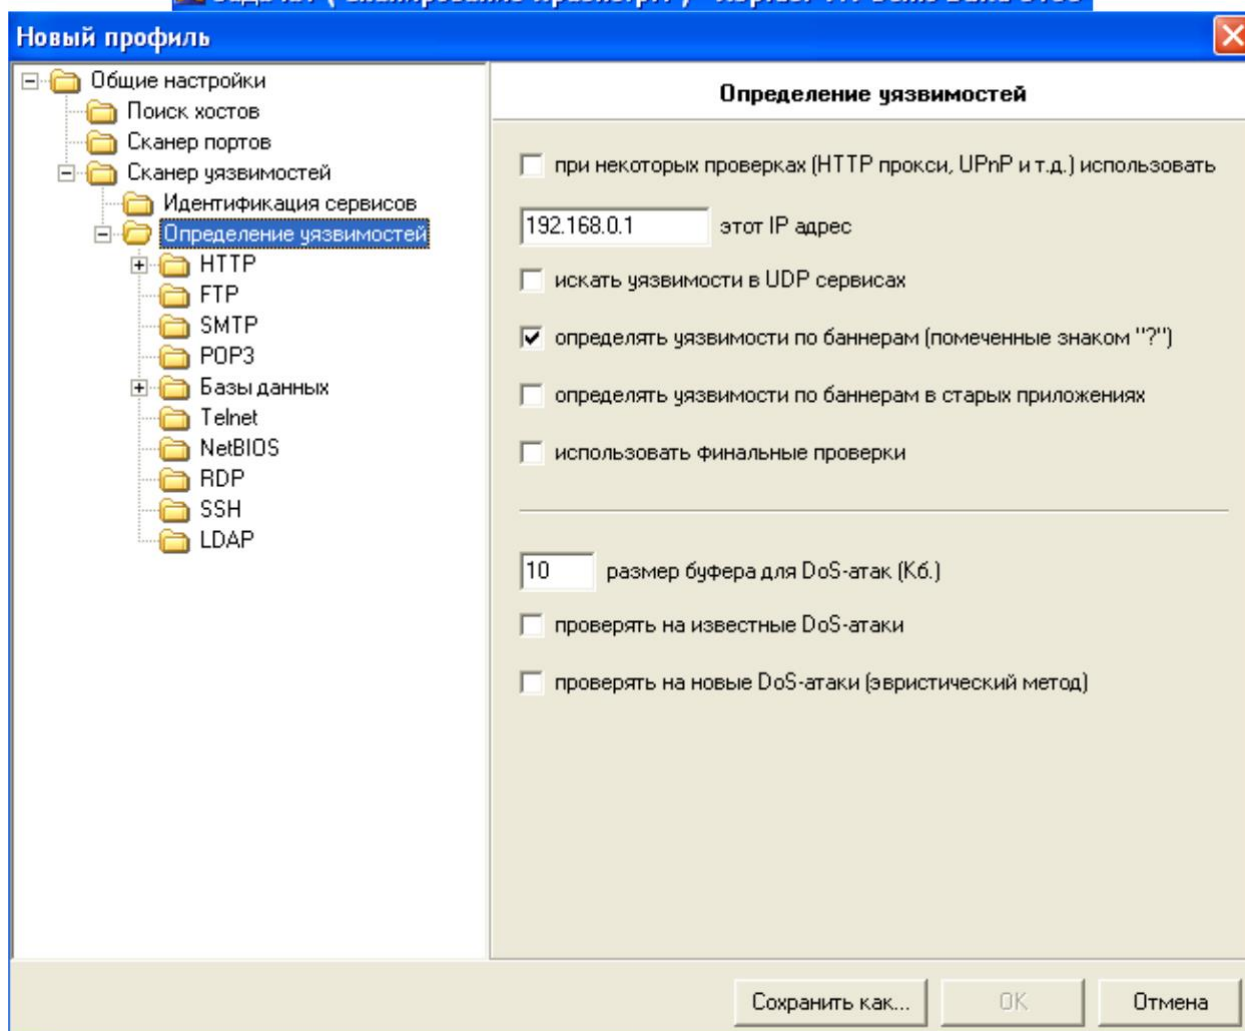 Новый профиль
Общие настройки
Поиск хостов
Сканер портов
Сканер уязвимостей
Идентификация сервисов
Определение уязвимостей
HTTP
FTP
SMTP
POP3
Базы данных
Telnet
NetBIOS
RDP
SSH
LDAP
Определение уязвимостей
при некоторых проверках (HTTP прокси, UPnP и т.д.) использовать
192.168.0.1 этот IP адрес
искать уязвимости в UDP сервисах
определять уязвимости по баннерам (помеченные знаком "?")
определять уязвимости по баннерам в старых приложениях
использовать финальные проверки
10 размер буфера для DoS-атак (Кб.)
проверять на известные DoS-атаки
проверять на новые DoS-атаки (эвристический метод)
Сохранить как... OK Отмена